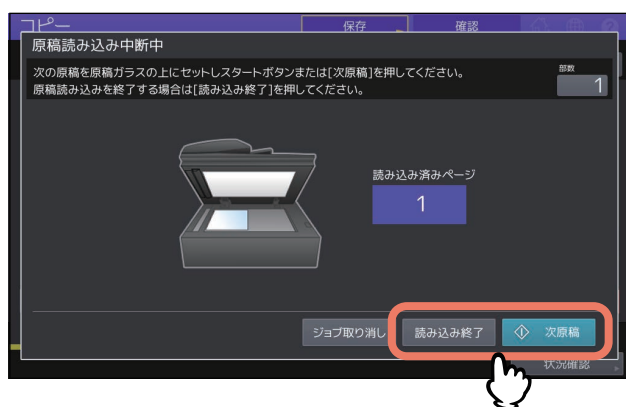 コピー
保存
確認
原稿読み込み中断中
次の原稿を原稿ガラスの上にセットしスタートボタンまたは[次原稿]を押してください。
原稿読み込みを終了する場合は[読み込み終了]を押してください。
部数
1
読み込み済みページ
1
ジョブ取り消し
読み込み終了
次原稿
状況確認